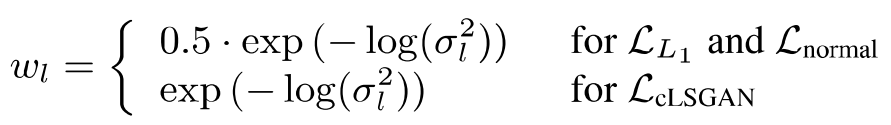 w_l = { 0.5 · exp (− log(σ_l^2)) for ℒ_{L_1} and ℒ_normal
exp (− log(σ_l^2)) for ℒ_cLSGAN